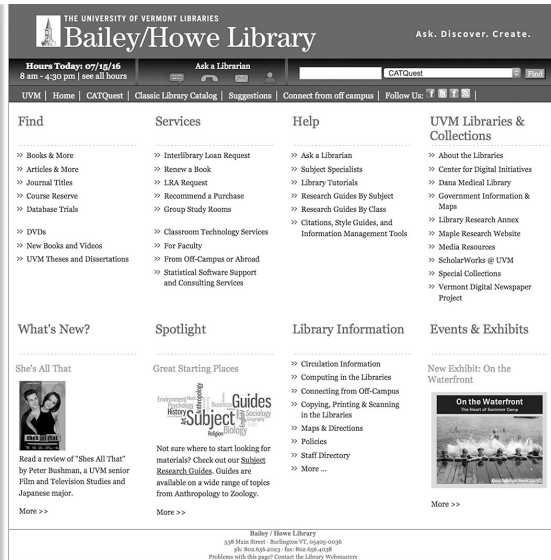 THE UNIVERSITY OF VERMONT LIBRARIES
Bailey/Howe Library
Ask. Discover. Create.
Hours Today: 07/15/16
8 am - 4:30 pm | see all hours
Ask a Librarian
CATQuest
Find
UVM | Home | CATQuest | Classic Library Catalog | Suggestions | Connect from off campus | Follow Us:
Find
» Books & More
» Articles & More
» Journal Titles
» Course Reserve
» Database Trials
» DVDs
» New Books and Videos
» UVM Theses and Dissertations
Services
» Interlibrary Loan Request
» Renew a Book
» LRA Request
» Recommend a Purchase
» Group Study Rooms
» Classroom Technology Services
» For Faculty
» From Off-Campus or Abroad
» Statistical Software Support
and Consulting Services
Help
» Ask a Librarian
» Subject Specialists
» Library Tutorials
» Research Guides By Subject
» Research Guides By Class
» Citations, Style Guides, and
Information Management Tools
UVM Libraries &
Collections
» About the Libraries
» Center for Digital Initiatives
» Dana Medical Library
» Government Information &
Maps
» Library Research Annex
» Maple Research Website
» Media Resources
» ScholarWorks @ UVM
» Special Collections
» Vermont Digital Newspaper
Project
What's New?
She's All That
she's all that
Read a review of "Shes All That"
by Peter Bushman, a UVM senior
Film and Television Studies and
Japanese major.
More >>
Spotlight
Great Starting Places
Environment
Psychology
Anthropology
Business
Guides
History
Subject
English
Sociology
Geography
Religion
Biology
Not sure where to start looking for
materials? Check out our Subject
Research Guides. Guides are
available on a wide range of topics
from Anthropology to Zoology.
More >>
Library Information
» Circulation Information
» Computing in the Libraries
» Connecting from Off-Campus
» Copying, Printing & Scanning
in the Libraries
» Maps & Directions
» Policies
» Staff Directory
» More ...
Events & Exhibits
New Exhibit: On the
Waterfront
On the Waterfront
The Heart of Summer Camp
More >>
Bailey / Howe Library
538 Main Street · Burlington VT, 05405-0036
ph: 802.656.2023 · fax: 802.656.4038
Problems with this page? Contact the Library Webmasters